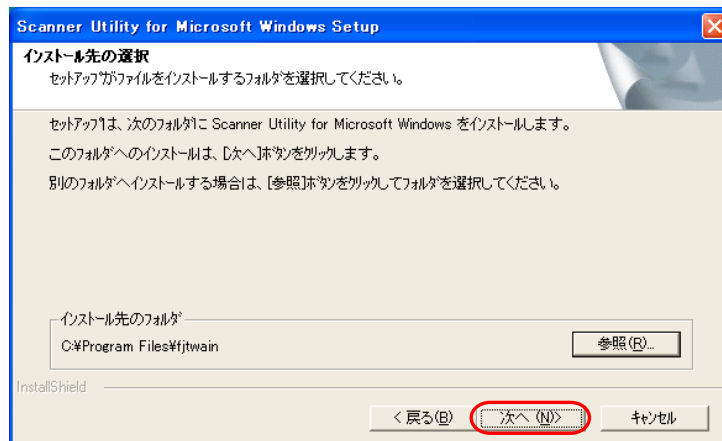 Scanner Utility for Microsoft Windows Setup
インストール先の選択
セットアップがファイルをインストールするフォルダを選択してください。
セットアップは、次のフォルダに Scanner Utility for Microsoft Windows をインストールします。
このフォルダへのインストールは、[次へ]ボタンをクリックします。
別のフォルダへインストールする場合は、[参照]ボタンをクリックしてフォルダを選択してください。
インストール先のフォルダ
C:¥Program Files¥fjtwain
参照(R)...
InstallShield
< 戻る(B)
次へ (N)>
キャンセル